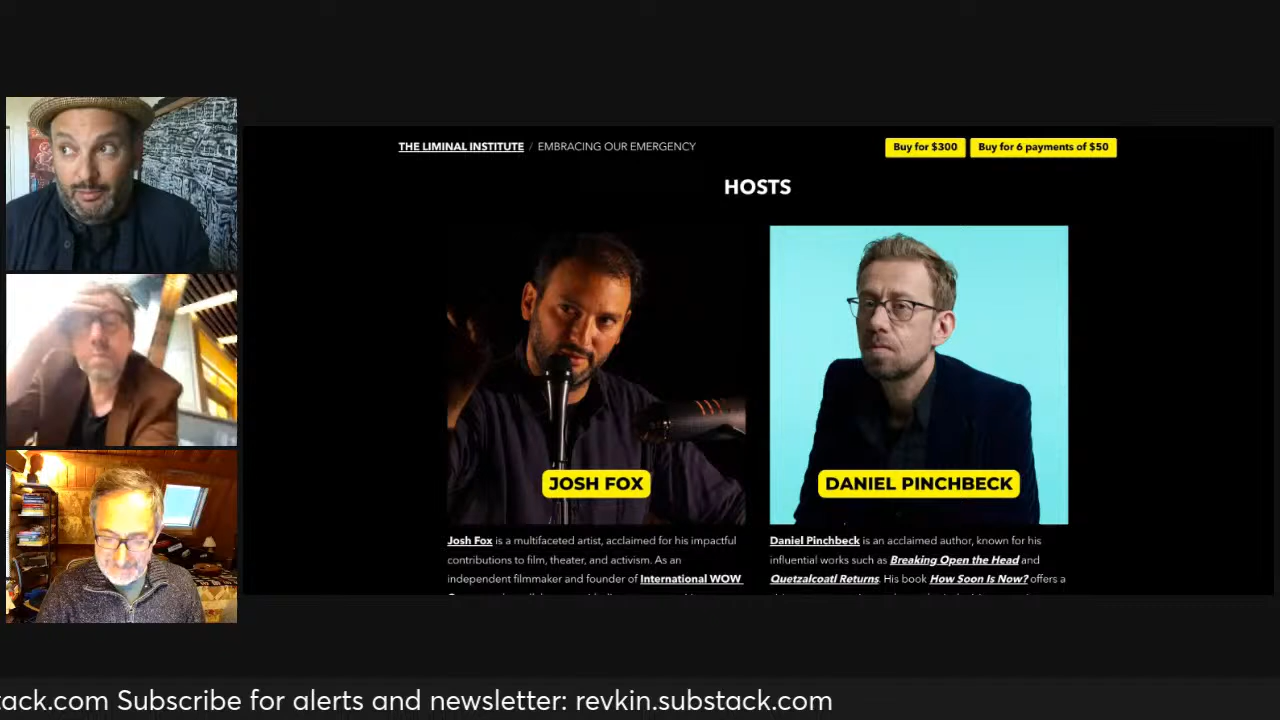 THE LIMINAL INSTITUTE / EMBRACING OUR EMERGENCY
Buy for $300
Buy for 6 payments of $50
HOSTS
JOSH FOX
DANIEL PINCHBECK
Josh Fox is a multifaceted artist, acclaimed for his impactful
contributions to film, theater, and activism. As an
independent filmmaker and founder of International WOW
Daniel Pinchbeck is an acclaimed author, known for his
influential works such as Breaking Open the Head and
Quetzalcoatl Returns. His book How Soon Is Now? offers a
tack.com Subscribe for alerts and newsletter: revkin.substack.com